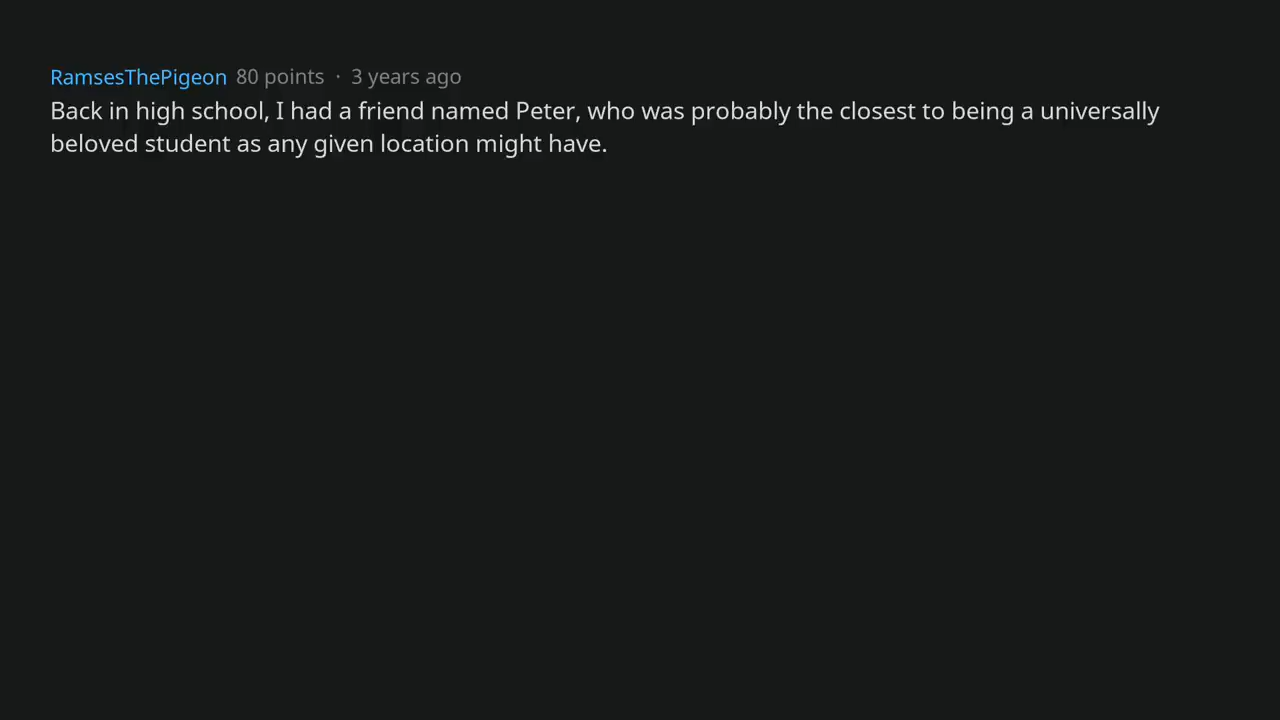 RamsesThePigeon 80 points · 3 years ago
Back in high school, I had a friend named Peter, who was probably the closest to being a universally
beloved student as any given location might have.